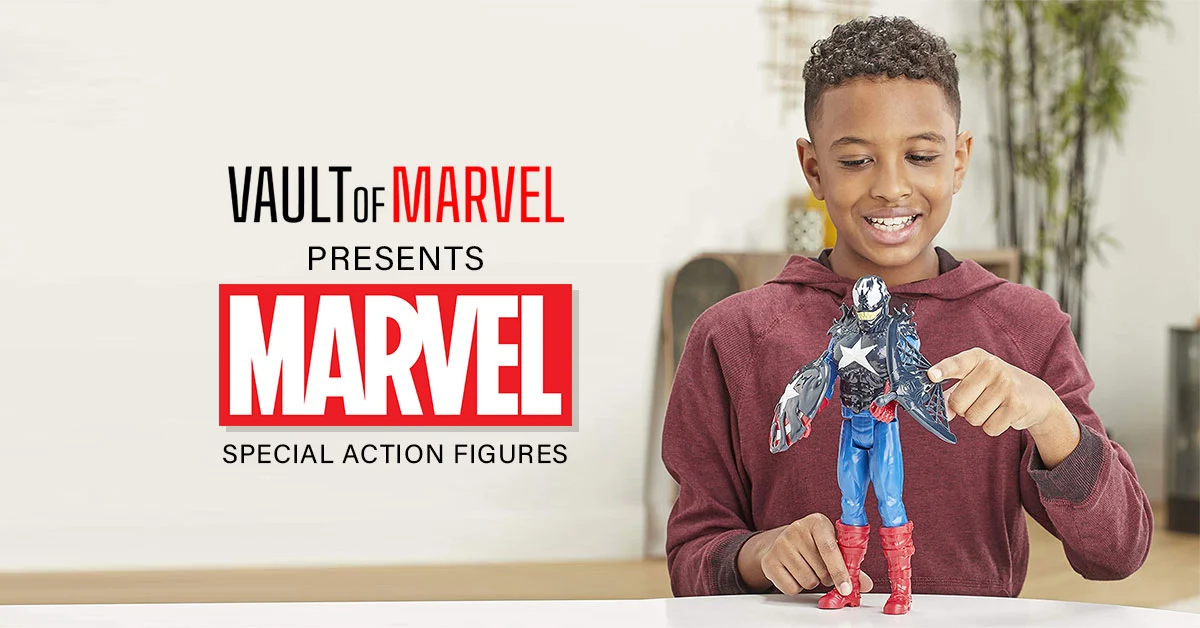 VAULT OF MARVEL
PRESENTS
MARVEL
SPECIAL ACTION FIGURES